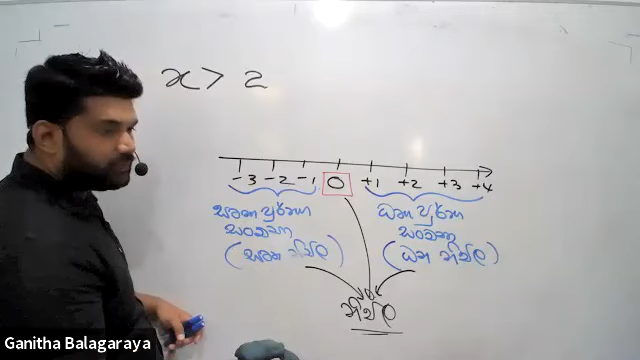 x > 2
-3 -2 -1 0 +1 +2 +3 +4
සෘණ පූර්ණ
සංඛ්‍යා
(සෘණ නිඛිල)
ධන පූර්ණ
සංඛ්‍යා
(ධන නිඛිල)
නිඛිල
Ganitha Balagaraya